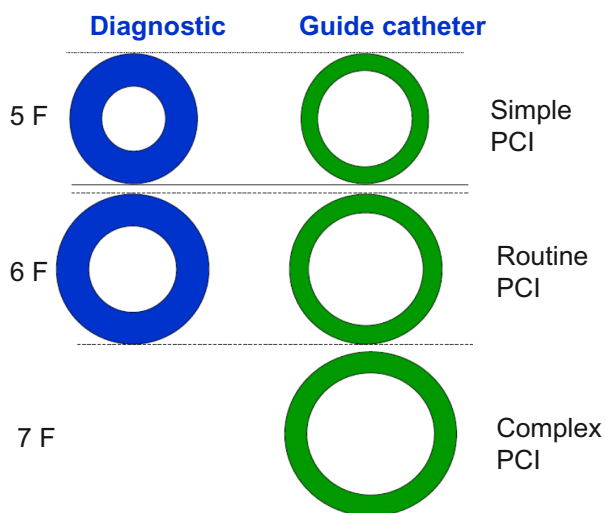 Diagnostic Guide catheter
5 F
Simple
PCI
6 F
Routine
PCI
7 F
Complex
PCI